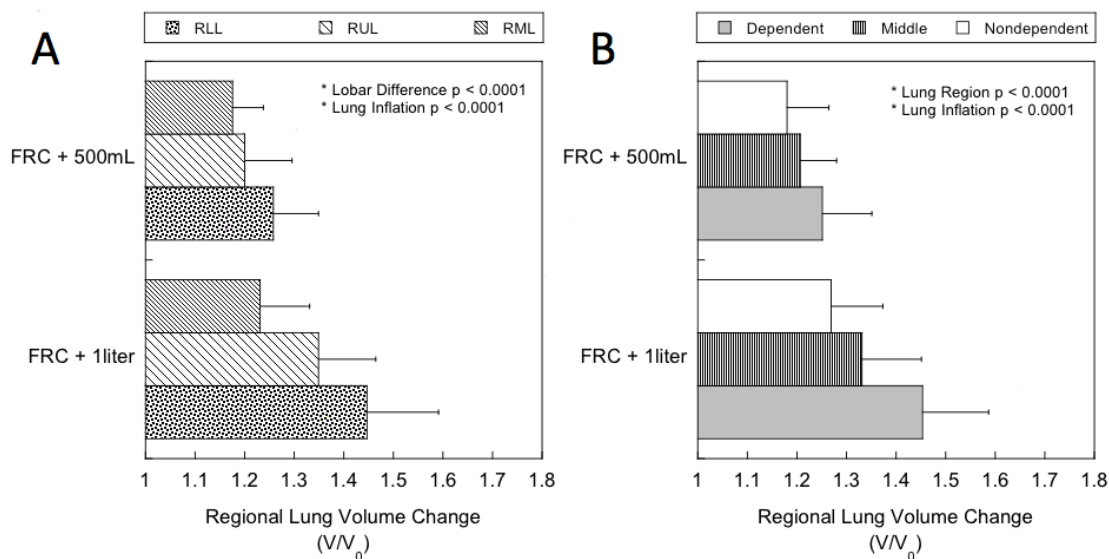 A
RLL RUL RML
* Lobar Difference p < 0.0001
* Lung Inflation p < 0.0001
FRC + 500mL
FRC + 1liter
1 1.1 1.2 1.3 1.4 1.5 1.6 1.7 1.8
Regional Lung Volume Change
(V/V₀)
B
Dependent Middle Nondependent
* Lung Region p < 0.0001
* Lung Inflation p < 0.0001
FRC + 500mL
FRC + 1liter
1 1.1 1.2 1.3 1.4 1.5 1.6 1.7 1.8
Regional Lung Volume Change
(V/V₀)